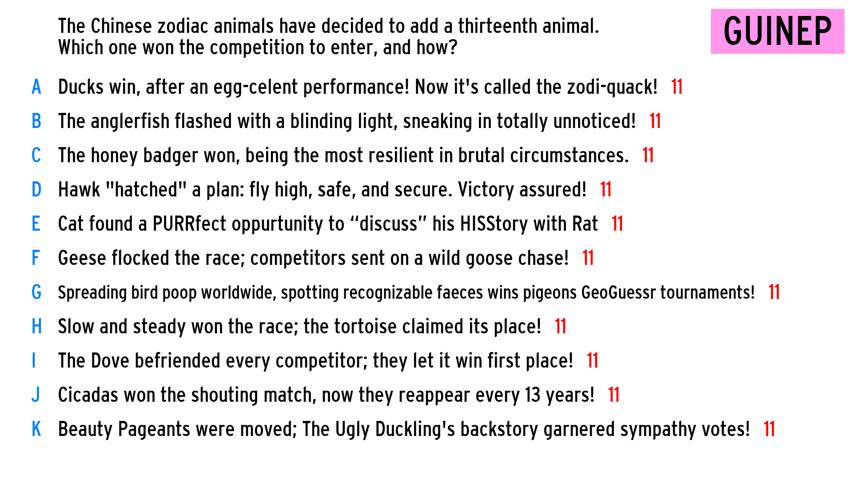 The Chinese zodiac animals have decided to add a thirteenth animal.
Which one won the competition to enter, and how?
GUINEP
A Ducks win, after an egg-celent performance! Now it's called the zodi-quack! 11
B The anglerfish flashed with a blinding light, sneaking in totally unnoticed! 11
C The honey badger won, being the most resilient in brutal circumstances. 11
D Hawk "hatched" a plan: fly high, safe, and secure. Victory assured! 11
E Cat found a PURRfect oppurtunity to “discuss” his HISStory with Rat 11
F Geese flocked the race; competitors sent on a wild goose chase! 11
G Spreading bird poop worldwide, spotting recognizable faeces wins pigeons GeoGuessr tournaments! 11
H Slow and steady won the race; the tortoise claimed its place! 11
I The Dove befriended every competitor; they let it win first place! 11
J Cicadas won the shouting match, now they reappear every 13 years! 11
K Beauty Pageants were moved; The Ugly Duckling's backstory garnered sympathy votes! 11